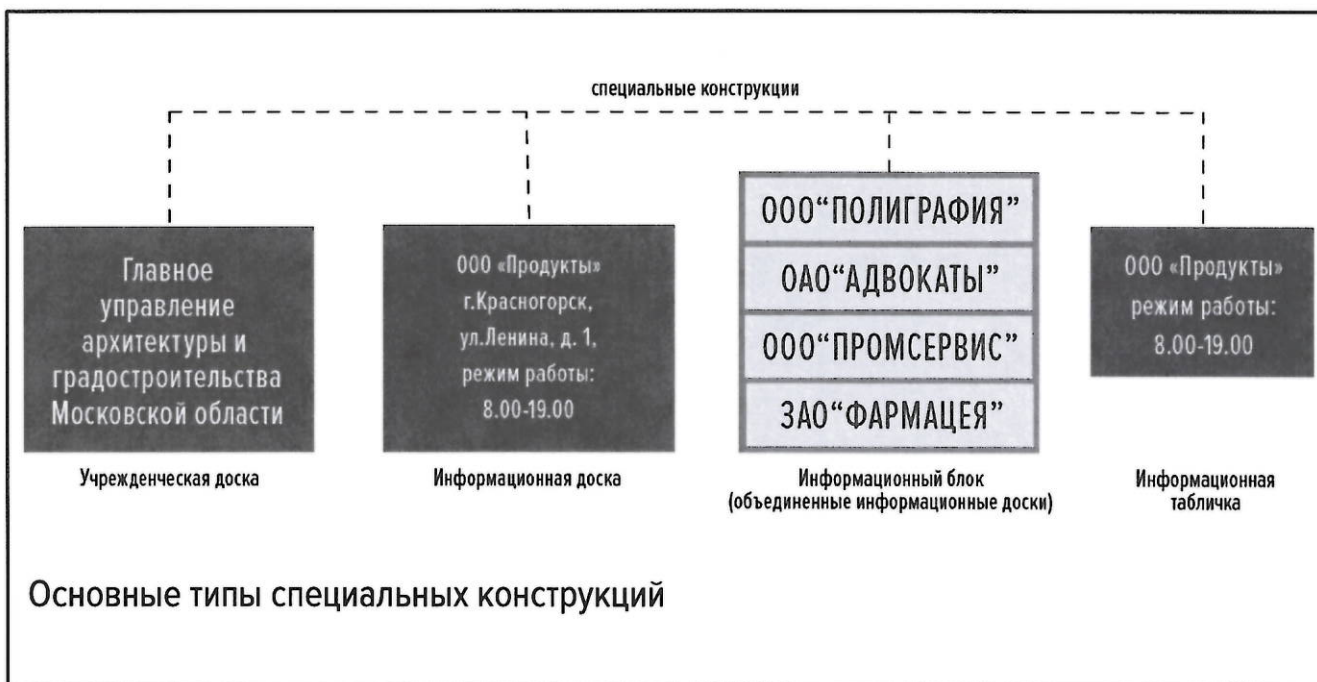 специальные конструкции
Главное
управление
архитектуры и
градостроительства
Московской области
Учрежденческая доска
ООО «Продукты»
г.Красногорск,
ул.Ленина, д. 1,
режим работы:
8.00-19.00
Информационная доска
ООО“ПОЛИГРАФИЯ”
ОАО“АДВОКАТЫ”
ООО“ПРОМСЕРВИС”
ЗАО“ФАРМАЦЕЯ”
Информационный блок
(объединенные информационные доски)
ООО «Продукты»
режим работы:
8.00-19.00
Информационная
табличка
Основные типы специальных конструкций